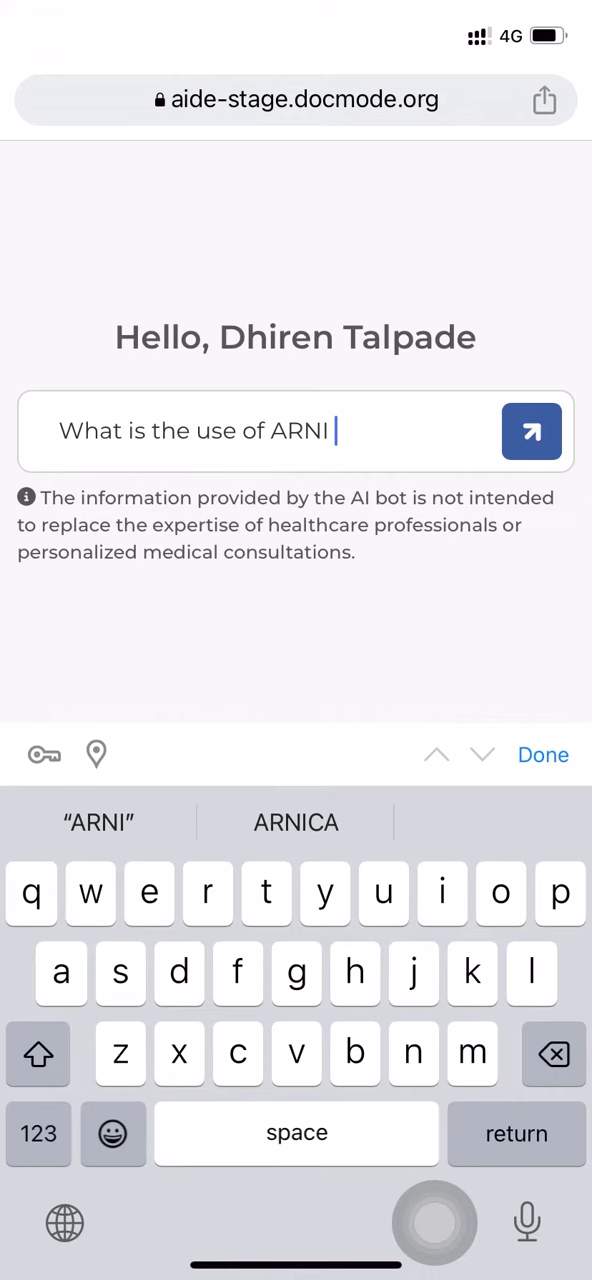 4G
aide-stage.docmode.org
Hello, Dhiren Talpade
What is the use of ARNI
The information provided by the AI bot is not intended
to replace the expertise of healthcare professionals or
personalized medical consultations.
Done
“ARNI” ARNICA
q w e r t y u i o p
a s d f g h j k l
z x c v b n m
123 space return